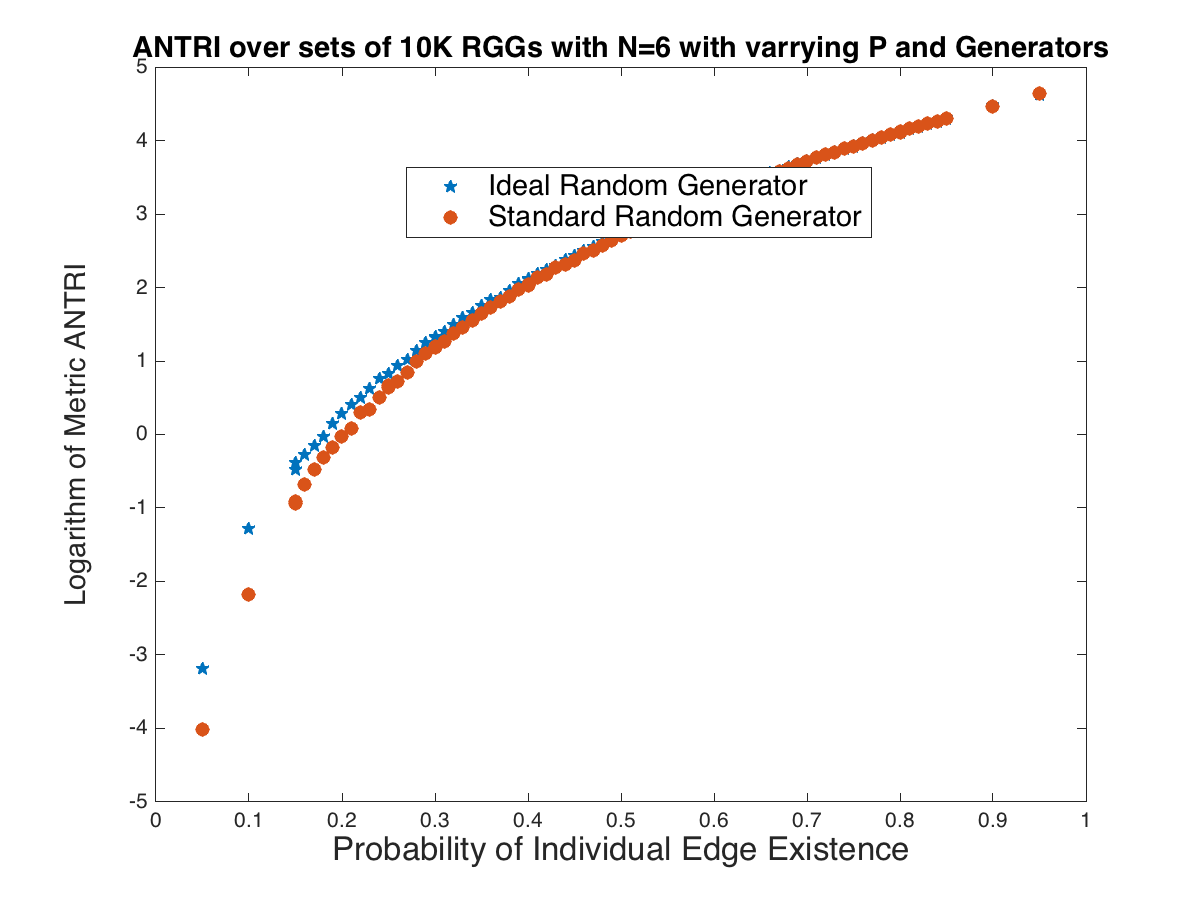 ANTRI over sets of 10K RGGs with N=6 with varrying P and Generators
5
4
3
2
1
0
-1
-2
-3
-4
-5
Logarithm of Metric ANTRI
Ideal Random Generator
Standard Random Generator
0 0.1 0.2 0.3 0.4 0.5 0.6 0.7 0.8 0.9 1
Probability of Individual Edge Existence